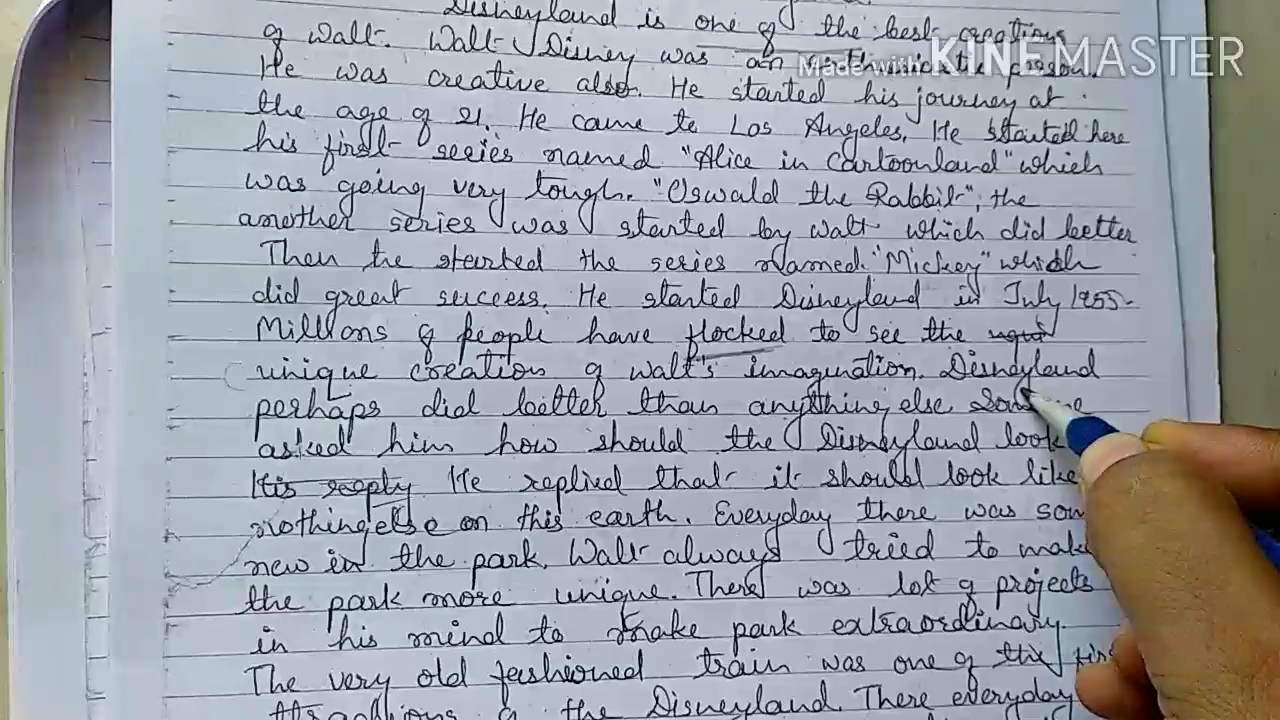 Disneyland is one of the best creations
of walt. Walt Disney was an person.
Made with KINEMASTER
He was creative also. He started his journey at
the age of 21. He came to Los Angeles. He started here
his first series named "Alice in Cartoonland" which
was going very tough. "Oswald the Rabbit", the
another series was started by walt which did better
Then he started the series named "Mickey" which
did great success. He started Disneyland in July 1955.
Millions of people have flocked to see the
unique creation of walt's imagination. Disneyland
perhaps did better than anything else
asked him how should the Disneyland look
His reply He replied that it should look like
nothing else on this earth. Everyday there was som
new in the park. Walt always tried to make
the park more unique. There was lot of projects
in his mind to make park extraordinary.
The very old fashioned train was one of the firs
the Disneyland. There everyday